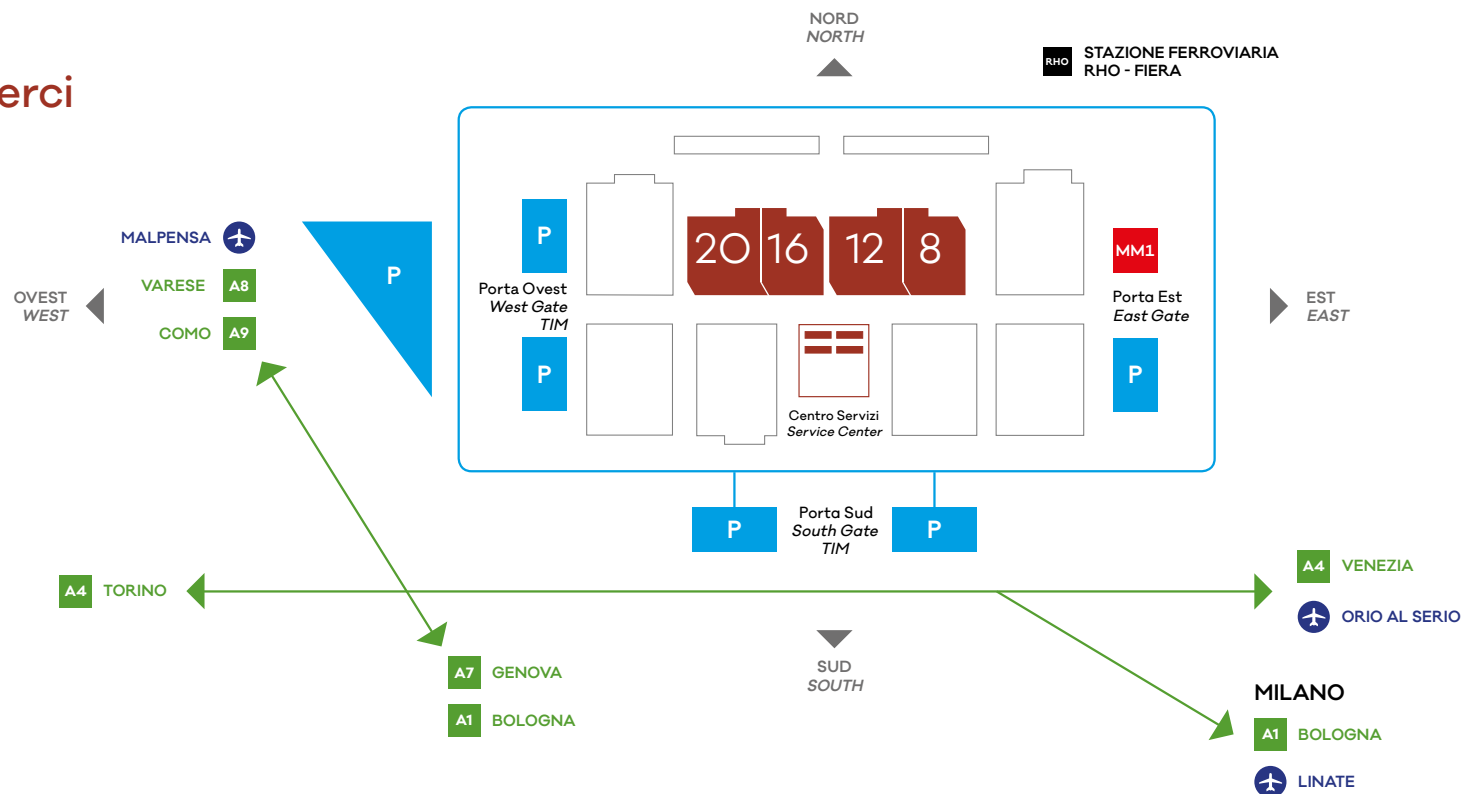 erci
NORD
NORTH
RHO
STAZIONE FERROVIARIA
RHO - FIERA
MALPENSA
VARESE A8
COMO A9
OVEST
WEST
P
P
Porta Ovest
West Gate
TIM
P
20 16 12 8
MM1
Porta Est
East Gate
P
EST
EAST
Centro Servizi
Service Center
P
Porta Sud
South Gate
TIM
P
A4 TORINO
A4 VENEZIA
ORIO AL SERIO
SUD
SOUTH
A7 GENOVA
A1 BOLOGNA
MILANO
A1 BOLOGNA
LINATE